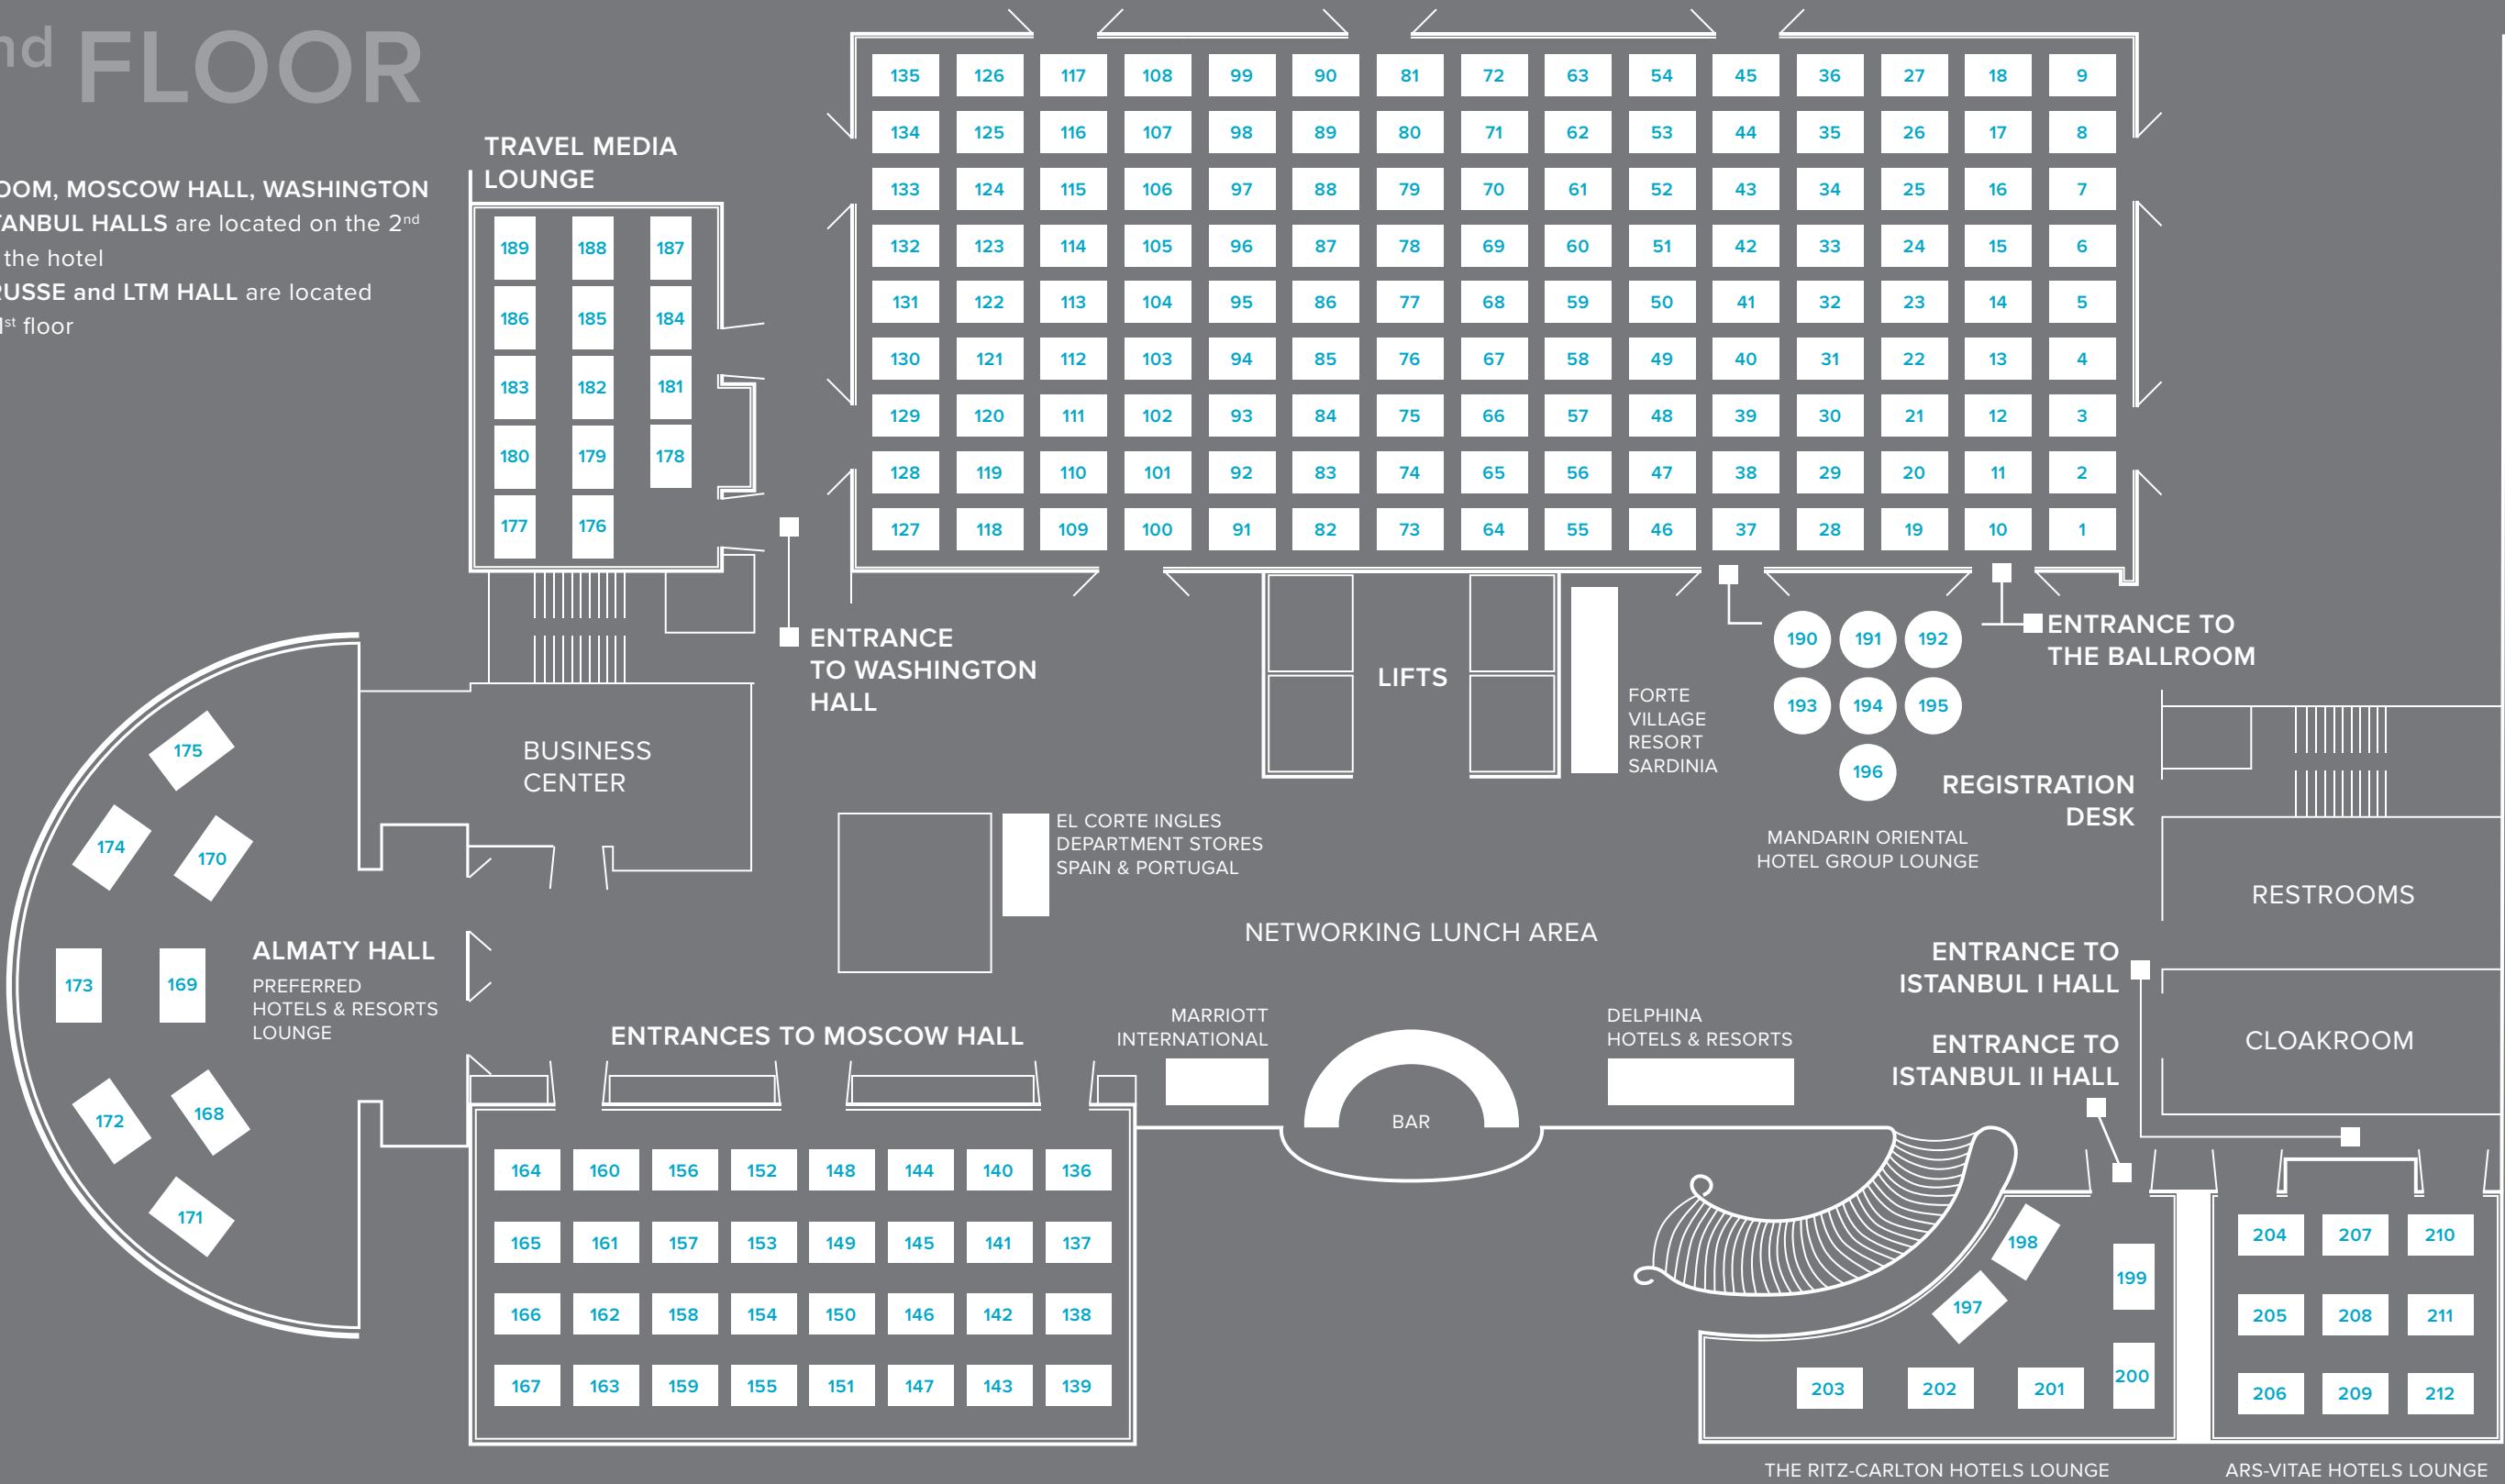 nd FLOOR
OOM, MOSCOW HALL, WASHINGTON
TANBUL HALLS are located on the 2nd
the hotel
RUSSE and LTM HALL are located
1st floor
TRAVEL MEDIA
LOUNGE
189 188 187
186 185 184
183 182 181
180 179 178
177 176
135 126 117 108 99 90 81 72 63 54 45 36 27 18 9
134 125 116 107 98 89 80 71 62 53 44 35 26 17 8
133 124 115 106 97 88 79 70 61 52 43 34 25 16 7
132 123 114 105 96 87 78 69 60 51 42 33 24 15 6
131 122 113 104 95 86 77 68 59 50 41 32 23 14 5
130 121 112 103 94 85 76 67 58 49 40 31 22 13 4
129 120 111 102 93 84 75 66 57 48 39 30 21 12 3
128 119 110 101 92 83 74 65 56 47 38 29 20 11 2
127 118 109 100 91 82 73 64 55 46 37 28 19 10 1
ENTRANCE
TO WASHINGTON
HALL
LIFTS
FORTE
VILLAGE
RESORT
SARDINIA
190 191 192
193 194 195
196
ENTRANCE TO
THE BALLROOM
REGISTRATION
DESK
MANDARIN ORIENTAL
HOTEL GROUP LOUNGE
BUSINESS
CENTER
EL CORTE INGLES
DEPARTMENT STORES
SPAIN & PORTUGAL
NETWORKING LUNCH AREA
RESTROOMS
175
174 170
173 169
172 168
171
ALMATY HALL
PREFERRED
HOTELS & RESORTS
LOUNGE
ENTRANCES TO MOSCOW HALL
MARRIOTT
INTERNATIONAL
BAR
DELPHINA
HOTELS & RESORTS
ENTRANCE TO
ISTANBUL I HALL
ENTRANCE TO
ISTANBUL II HALL
CLOAKROOM
164 160 156 152 148 144 140 136
165 161 157 153 149 145 141 137
166 162 158 154 150 146 142 138
167 163 159 155 151 147 143 139
198
199
197
200
203 202 201
204 207 210
205 208 211
206 209 212
THE RITZ-CARLTON HOTELS LOUNGE
ARS-VITAE HOTELS LOUNGE